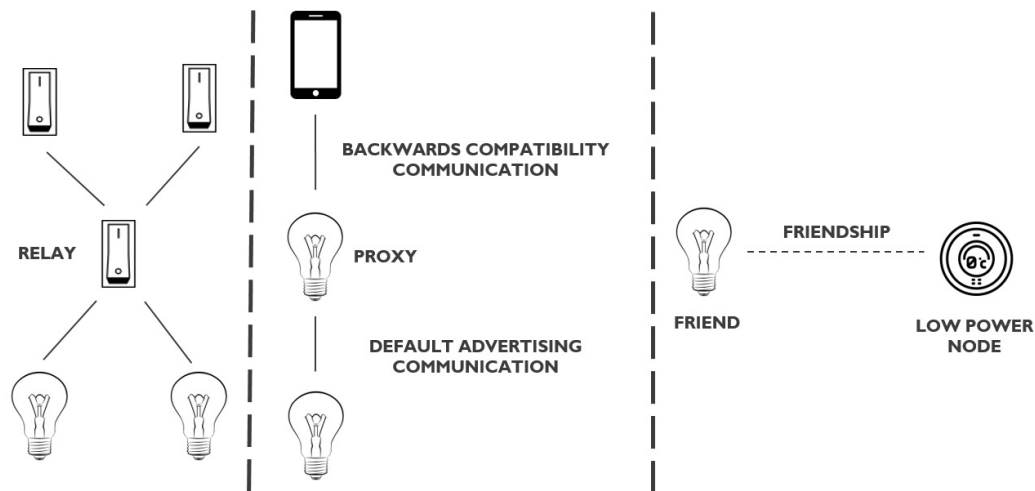 RELAY
BACKWARDS COMPATIBILITY
COMMUNICATION
PROXY
DEFAULT ADVERTISING
COMMUNICATION
FRIENDSHIP
0°c
FRIEND
LOW POWER
NODE